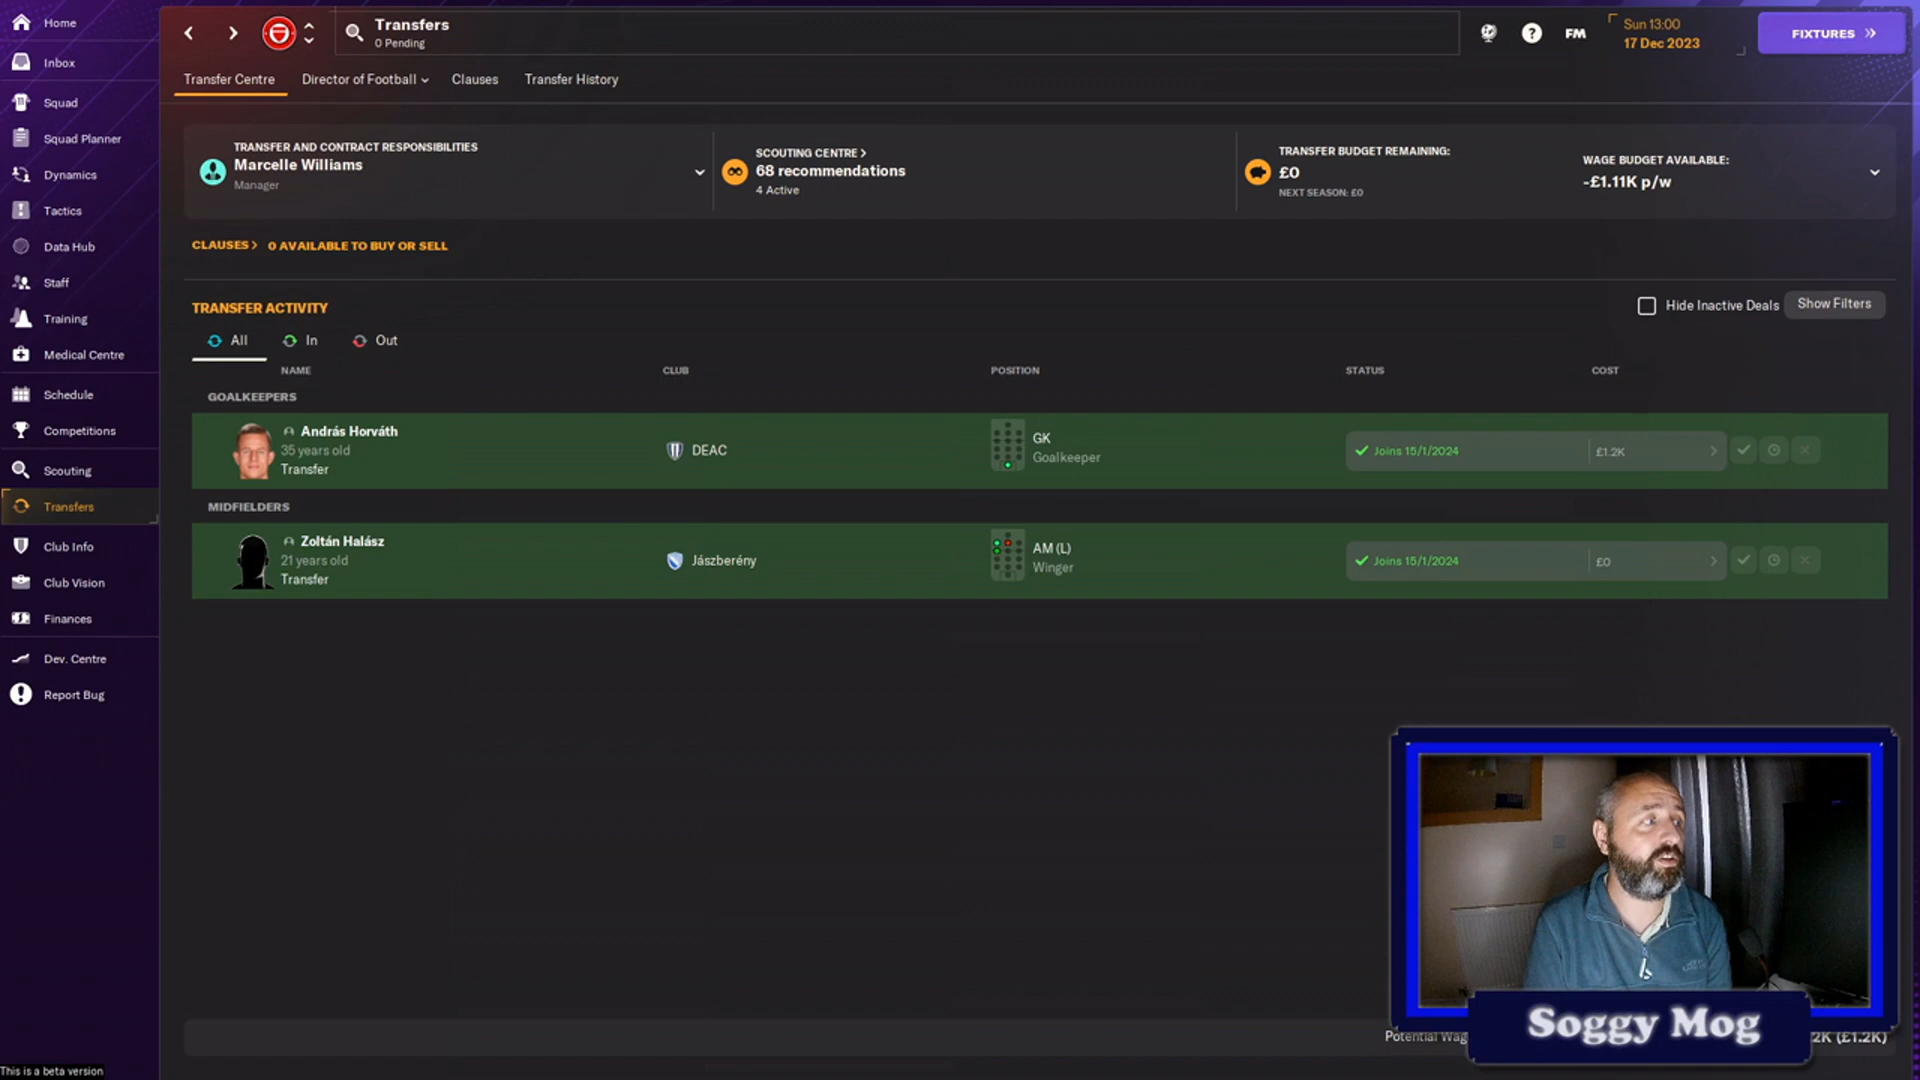 Home
Inbox
Squad
Squad Planner
Dynamics
Tactics
Data Hub
Staff
Training
Medical Centre
Schedule
Competitions
Scouting
Transfers
Club Info
Club Vision
Finances
Dev. Centre
Report Bug
This is a beta version
Transfers
0 Pending
FM
Sun 13:00
17 Dec 2023
FIXTURES
Transfer Centre
Director of Football
Clauses
Transfer History
TRANSFER AND CONTRACT RESPONSIBILITIES
Marcelle Williams
Manager
SCOUTING CENTRE >
68 recommendations
4 Active
TRANSFER BUDGET REMAINING:
£0
NEXT SEASON: £0
WAGE BUDGET AVAILABLE:
-£1.11K p/w
CLAUSES > 0 AVAILABLE TO BUY OR SELL
TRANSFER ACTIVITY
Hide Inactive Deals
Show Filters
All In Out
NAME CLUB POSITION STATUS COST
GOALKEEPERS
András Horváth
35 years old
Transfer
DEAC
GK
Goalkeeper
Joins 15/1/2024
£1.2K
MIDFIELDERS
Zoltán Halász
21 years old
Transfer
Jászberény
AM (L)
Winger
Joins 15/1/2024
£0
Potential Wag
2K (£1.2K)
Soggy Mog